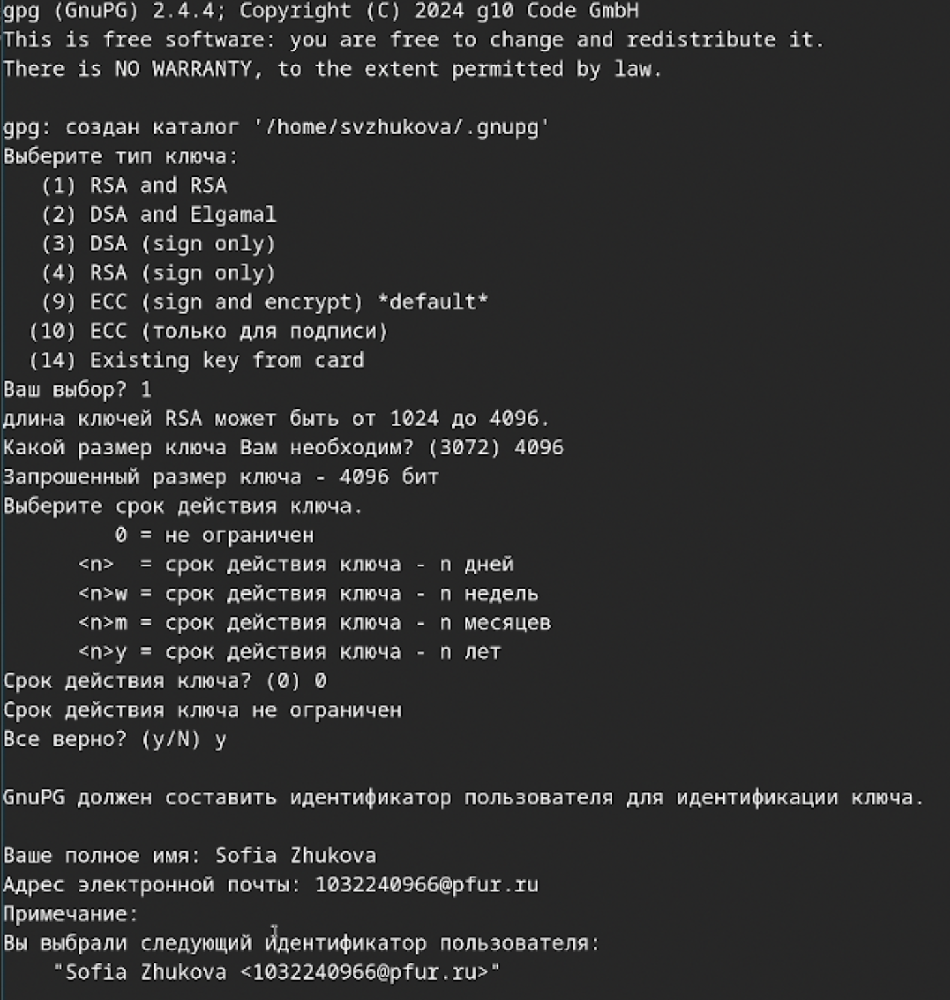 gpg (GnuPG) 2.4.4; Copyright (C) 2024 g10 Code GmbH
This is free software: you are free to change and redistribute it.
There is NO WARRANTY, to the extent permitted by law.
gpg: создан каталог '/home/svzhukova/.gnupg'
Выберите тип ключа:
(1) RSA and RSA
(2) DSA and Elgamal
(3) DSA (sign only)
(4) RSA (sign only)
(9) ECC (sign and encrypt) *default*
(10) ECC (только для подписи)
(14) Existing key from card
Ваш выбор? 1
длина ключей RSA может быть от 1024 до 4096.
Какой размер ключа Вам необходим? (3072) 4096
Запрошенный размер ключа - 4096 бит
Выберите срок действия ключа.
0 = не ограничен
<n>  = срок действия ключа - n дней
<n>w = срок действия ключа - n недель
<n>m = срок действия ключа - n месяцев
<n>y = срок действия ключа - n лет
Срок действия ключа? (0) 0
Срок действия ключа не ограничен
Все верно? (y/N) y
GnuPG должен составить идентификатор пользователя для идентификации ключа.
Ваше полное имя: Sofia Zhukova
Адрес электронной почты: 1032240966@pfur.ru
Примечание:
Вы выбрали следующий идентификатор пользователя:
"Sofia Zhukova <1032240966@pfur.ru>"